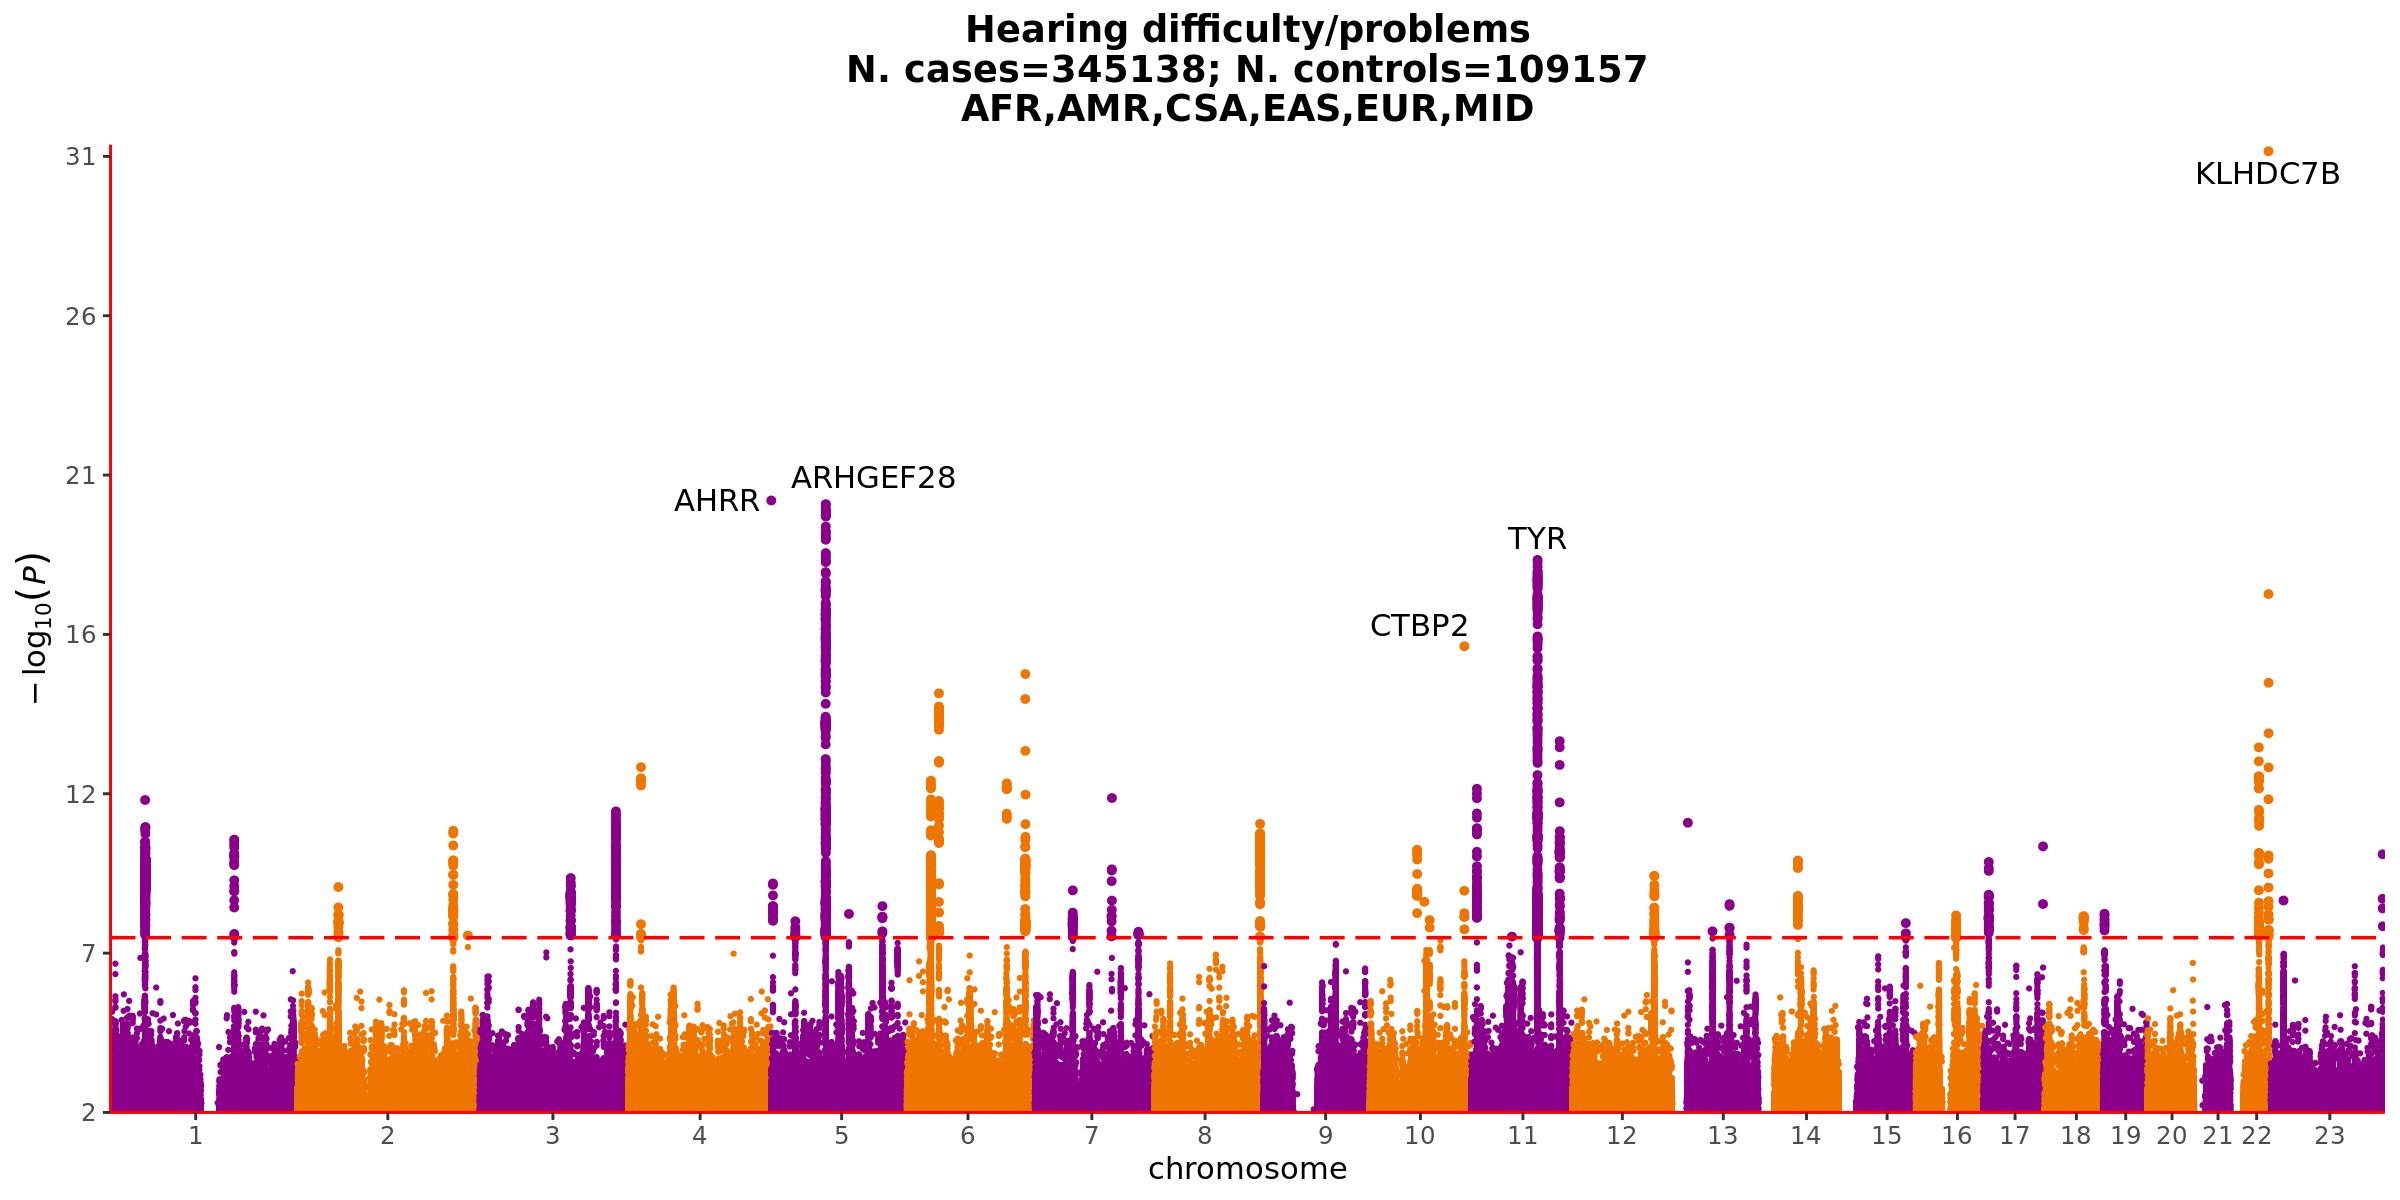 Hearing difficulty/problems
N. cases=345138; N. controls=109157
AFR,AMR,CSA,EAS,EUR,MID
31
KLHDC7B
26
21
AHRR
ARHGEF28
TYR
CTBP2
16
12
7
2
−log10(P)
1 2 3 4 5 6 7 8 9 10 11 12 13 14 15 16 17 18 19 20 21 22 23
chromosome